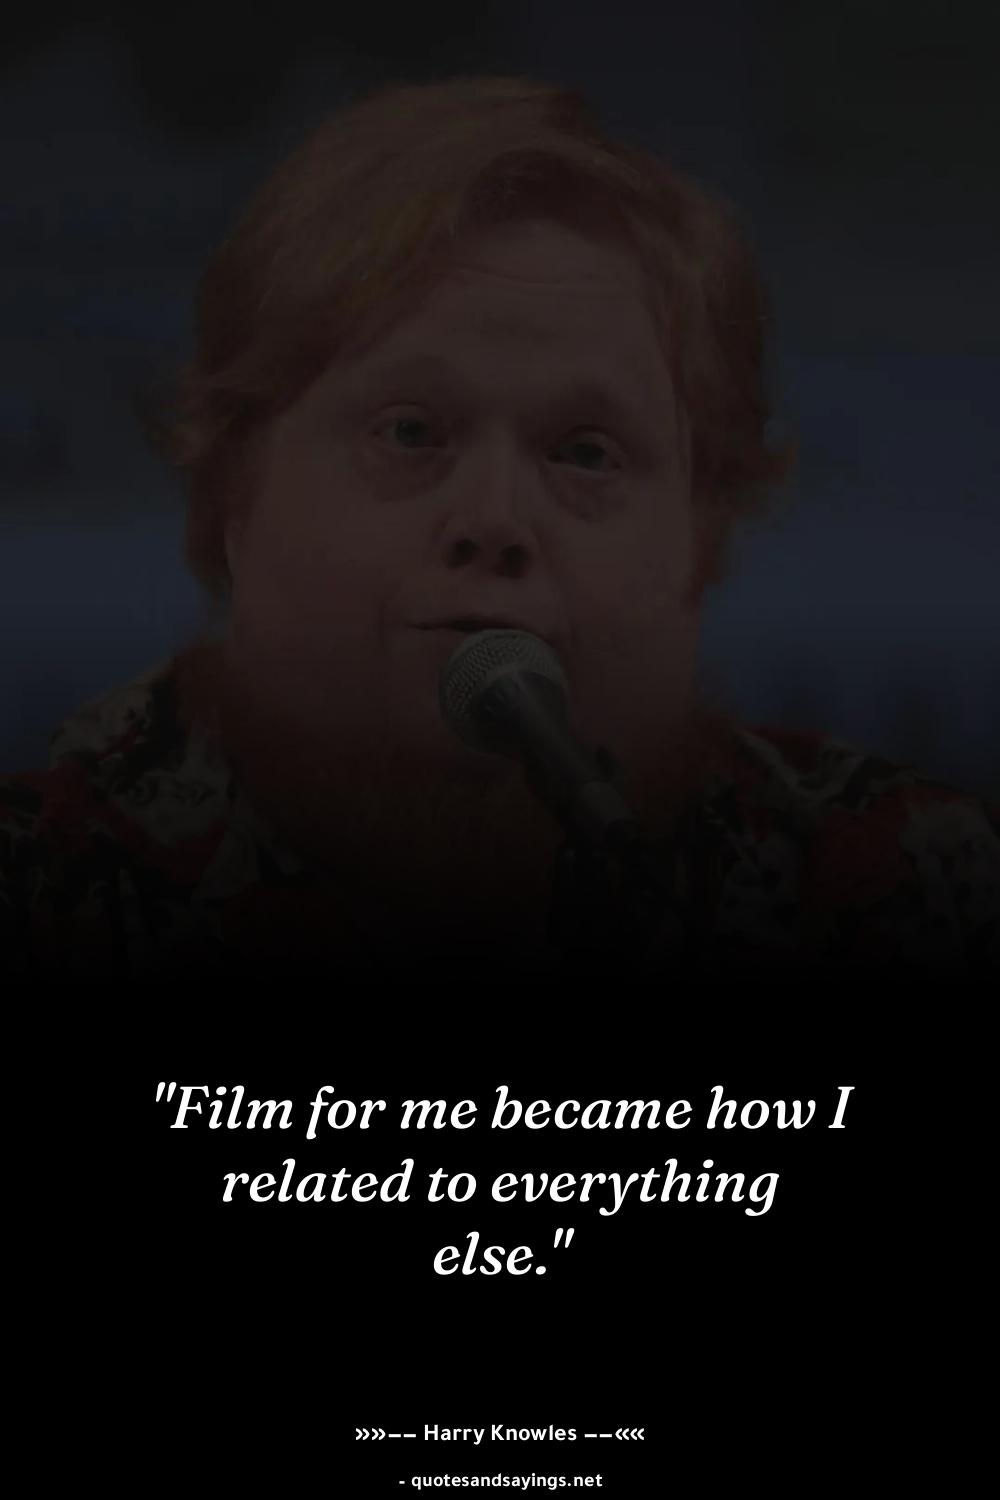 "Film for me became how I
related to everything
else."
»»–– Harry Knowles ––««
- quotesandsayings.net